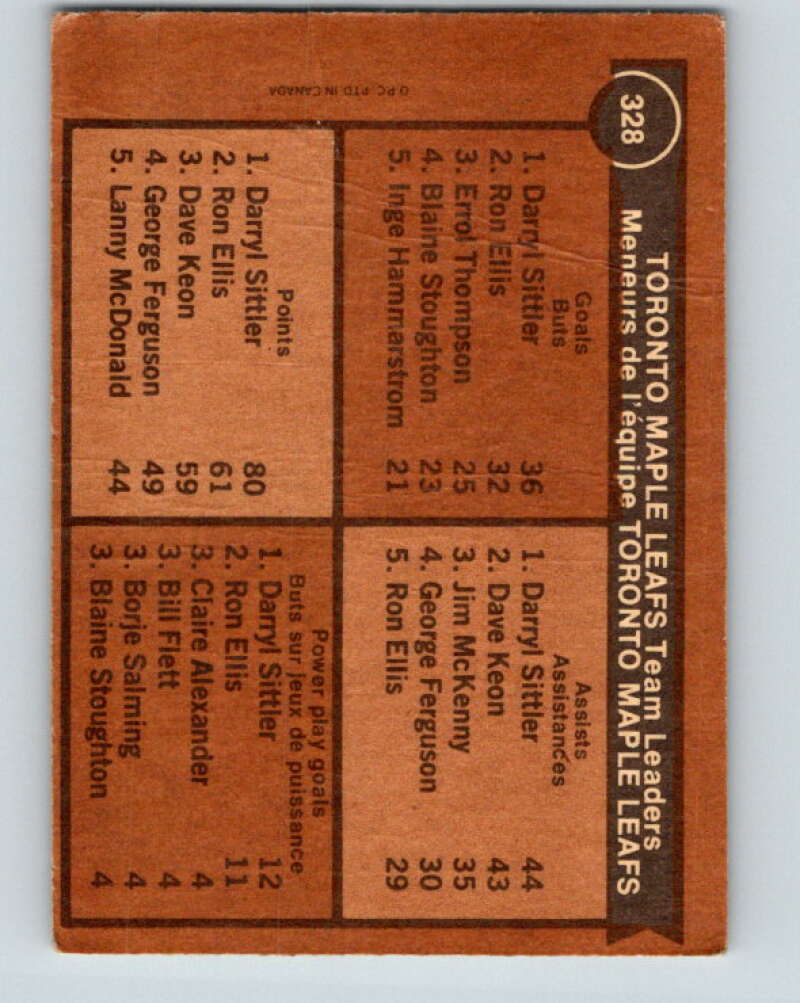 328
TORONTO MAPLE LEAFS Team Leaders
Meneurs de l'équipe TORONTO MAPLE LEAFS
Goals
Buts
1. Darryl Sittler 36
2. Ron Ellis 32
3. Errol Thompson 25
4. Blaine Stoughton 23
5. Inge Hammarstrom 21
Assists
Assistances
1. Darryl Sittler 44
2. Dave Keon 43
3. Jim McKenny 35
4. George Ferguson 30
5. Ron Ellis 29
Points
1. Darryl Sittler 80
2. Ron Ellis 61
3. Dave Keon 59
4. George Ferguson 49
5. Lanny McDonald 44
Power play goals
Buts sur jeux de puissance
1. Darryl Sittler 12
2. Ron Ellis 11
3. Claire Alexander 4
3. Bill Flett 4
3. Borje Salming 4
3. Blaine Stoughton 4
O.P.C. PTD IN CANADA